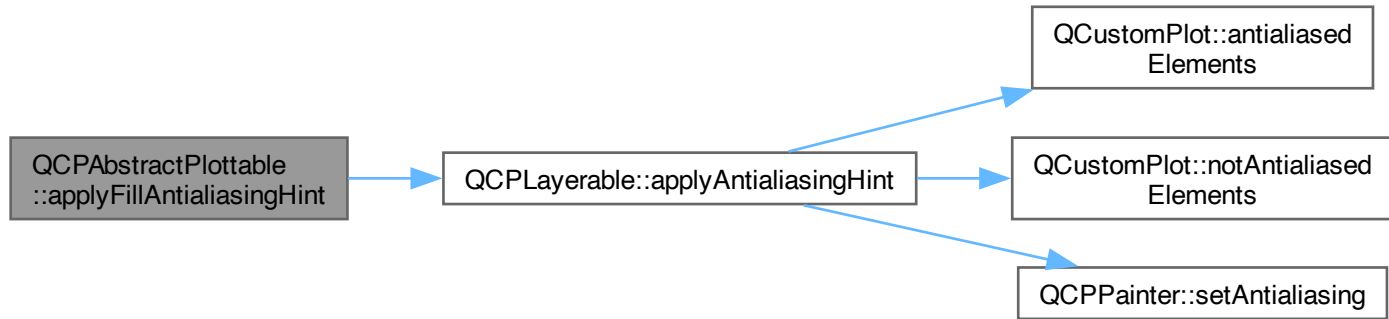 QCPAbstractPlottable
::applyFillAntialiasingHint
QCPLayerable::applyAntialiasingHint
QCustomPlot::antialiased
Elements
QCustomPlot::notAntialiased
Elements
QCPPainter::setAntialiasing